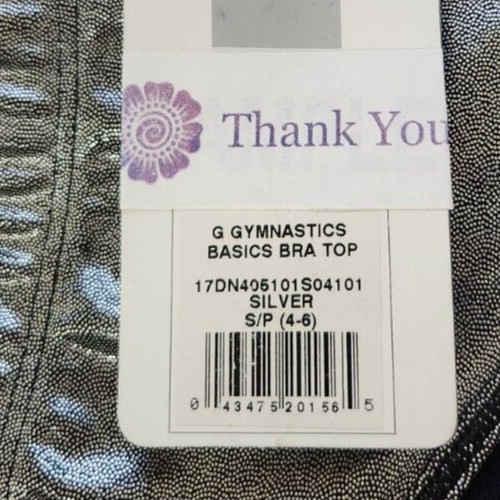 Thank You
G GYMNASTICS
BASICS BRA TOP
17DN405101S04101
SILVER
S/P (4-6)
0 43475 20156 5